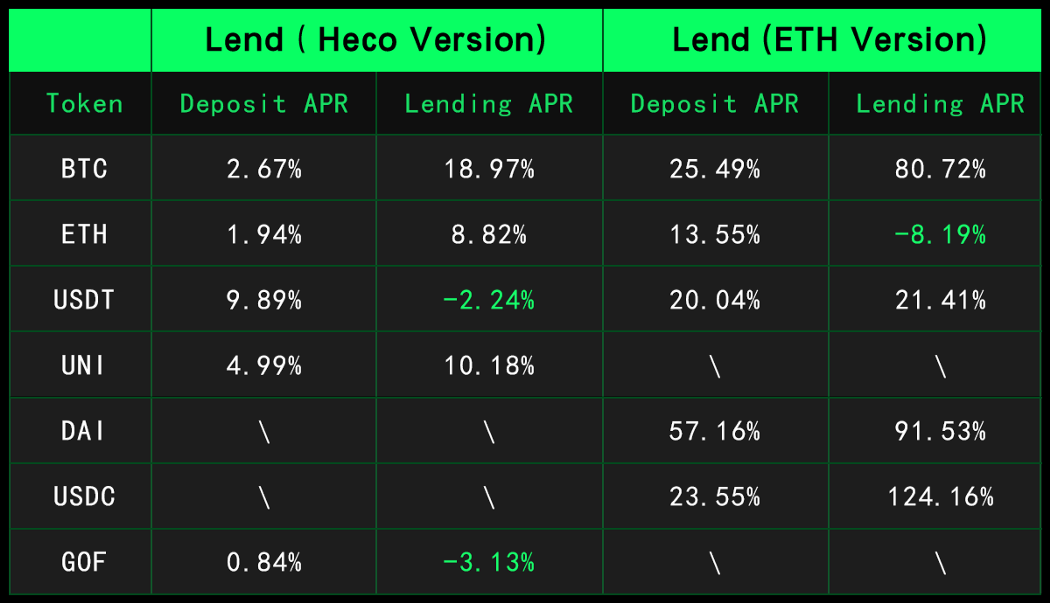 Lend ( Heco Version) Lend (ETH Version)
Token Deposit APR Lending APR Deposit APR Lending APR
BTC 2.67% 18.97% 25.49% 80.72%
ETH 1.94% 8.82% 13.55% -8.19%
USDT 9.89% -2.24% 20.04% 21.41%
UNI 4.99% 10.18% \ \
DAI \ \ 57.16% 91.53%
USDC \ \ 23.55% 124.16%
GOF 0.84% -3.13% \ \